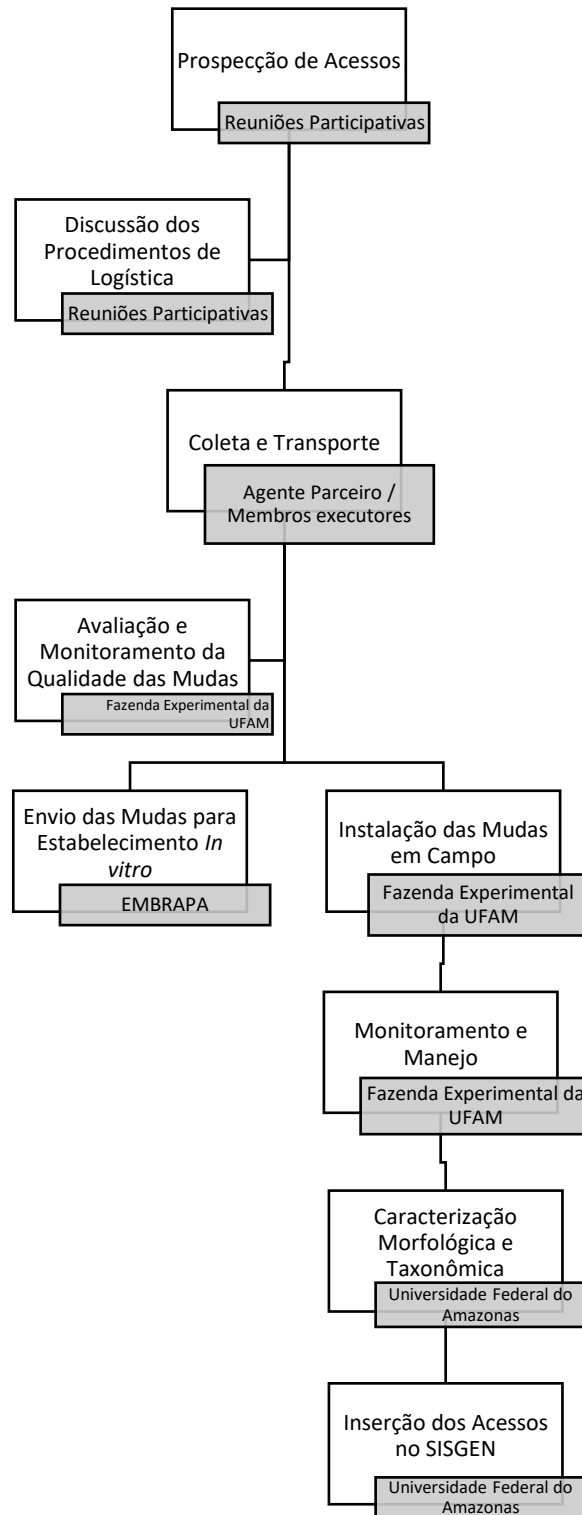 Prospecção de Acessos
Reuniões Participativas
Discussão dos
Procedimentos de
Logística
Reuniões Participativas
Coleta e Transporte
Agente Parceiro /
Membros executores
Avaliação e
Monitoramento da
Qualidade das Mudas
Fazenda Experimental da
UFAM
Envio das Mudas para
Estabelecimento In
vitro
EMBRAPA
Instalação das Mudas
em Campo
Fazenda Experimental
da UFAM
Monitoramento e
Manejo
Fazenda Experimental da
UFAM
Caracterização
Morfológica e
Taxonômica
Universidade Federal do
Amazonas
Inserção dos Acessos
no SISGEN
Universidade Federal do
Amazonas